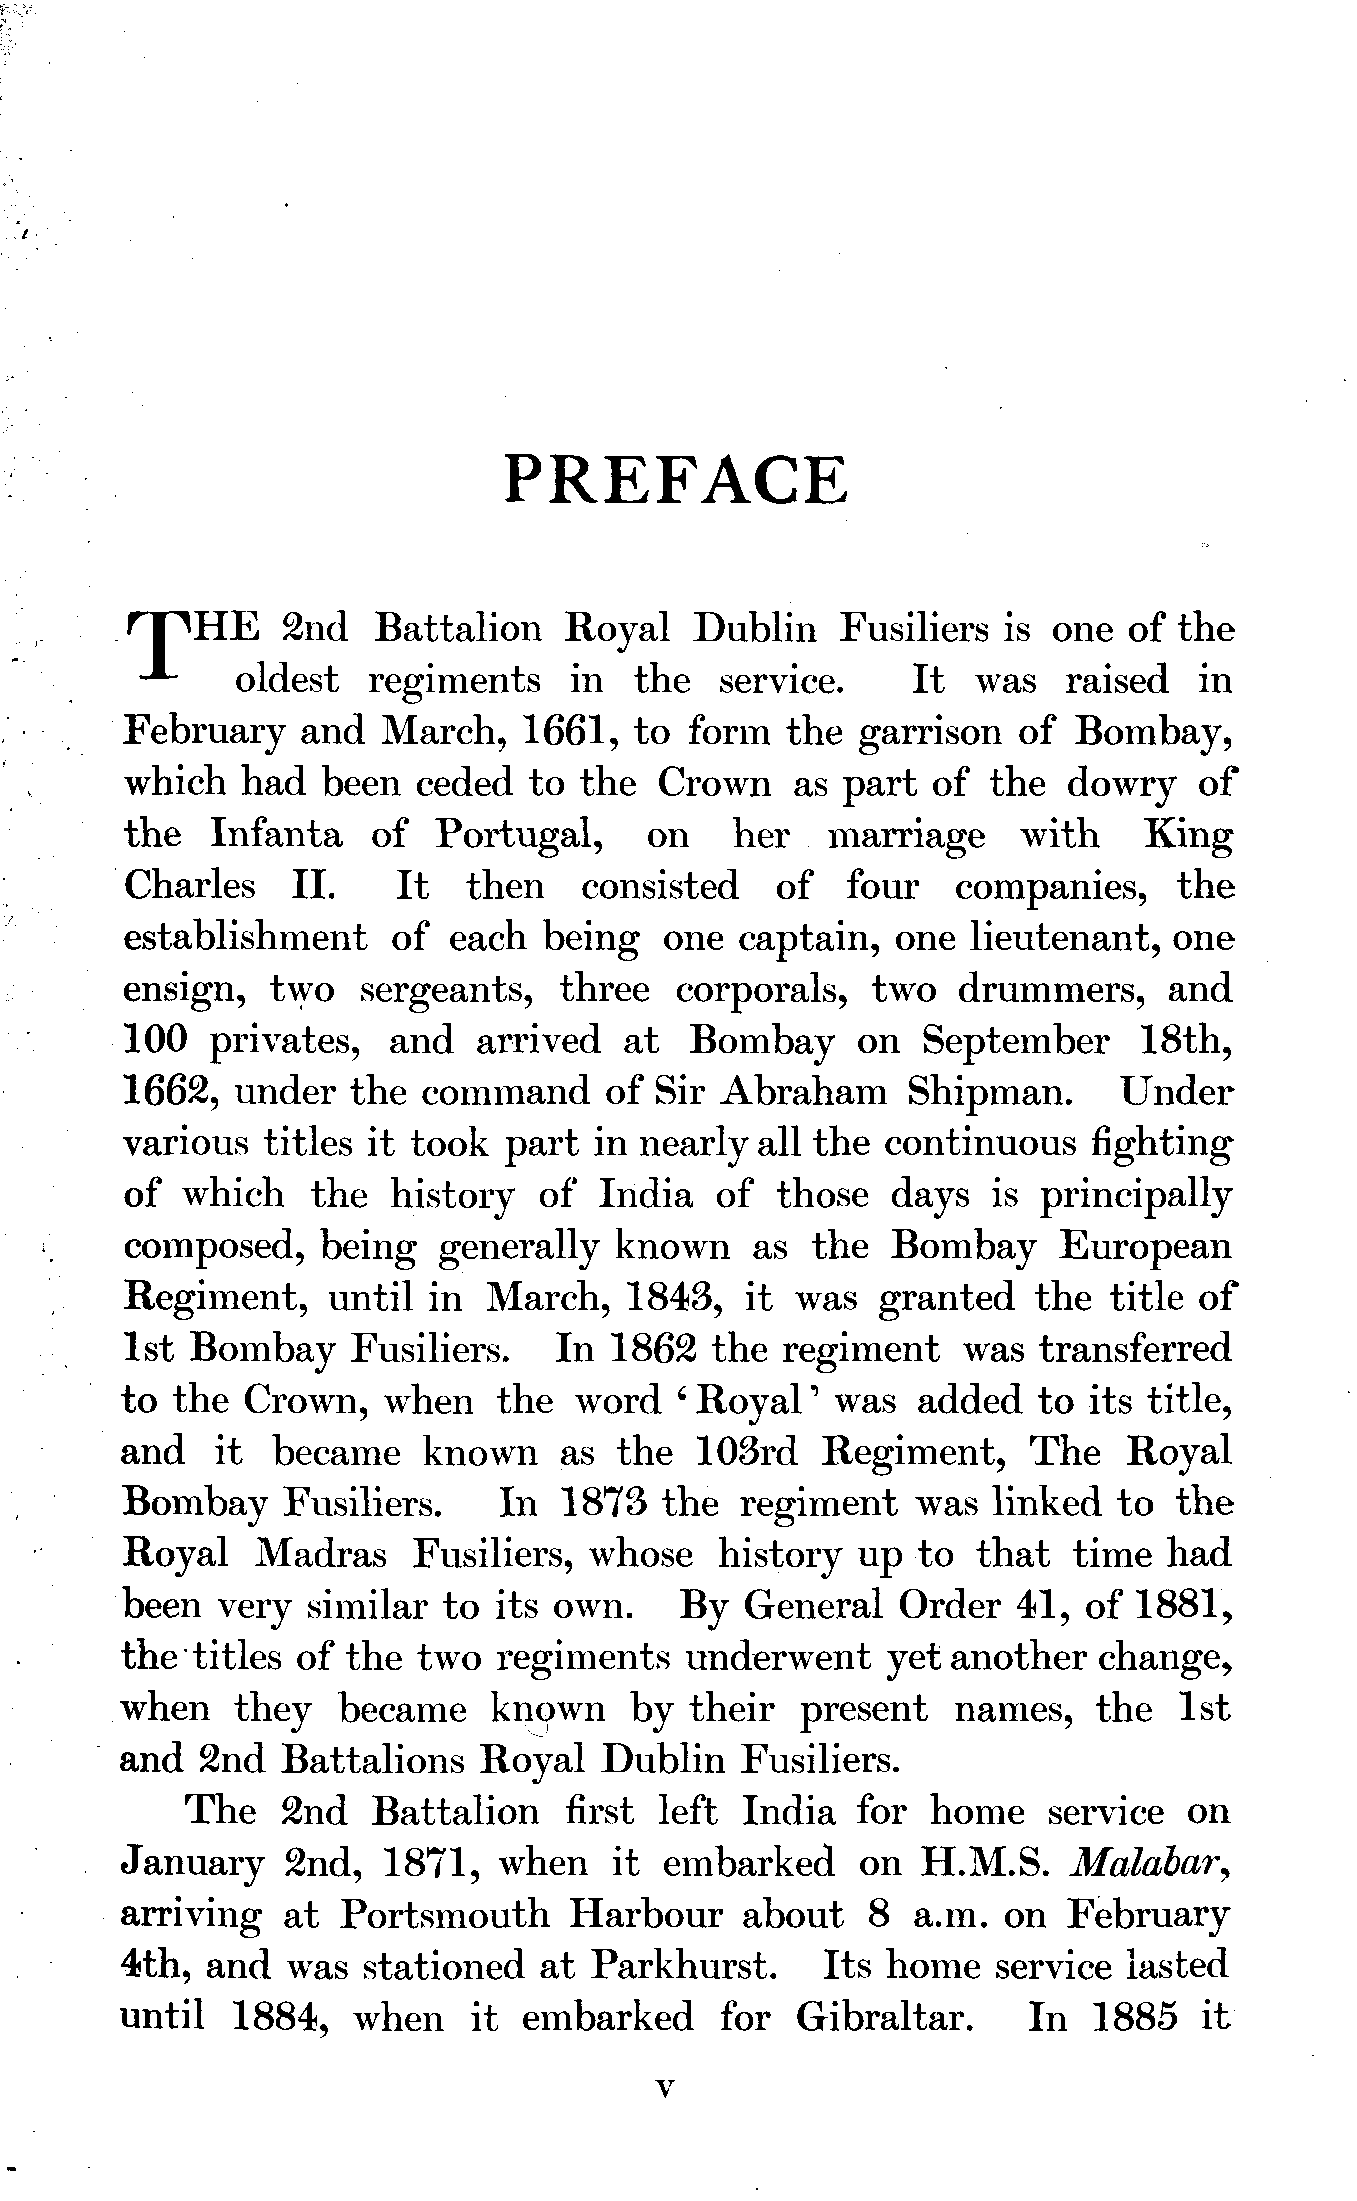 PREFACE
THE 2nd Battalion Royal Dublin Fusiliers is one of the
oldest regiments in the service. It was raised in
February and March, 1661, to form the garrison of Bombay,
which had been ceded to the Crown as part of the dowry of
the Infanta of Portugal, on her marriage with King
Charles II. It then consisted of four companies, the
establishment of each being one captain, one lieutenant, one
ensign, two sergeants, three corporals, two drummers, and
100 privates, and arrived at Bombay on September 18th,
1662, under the command of Sir Abraham Shipman. Under
various titles it took part in nearly all the continuous fighting
of which the history of India of those days is principally
composed, being generally known as the Bombay European
Regiment, until in March, 1843, it was granted the title of
1st Bombay Fusiliers. In 1862 the regiment was transferred
to the Crown, when the word ‘Royal’ was added to its title,
and it became known as the 103rd Regiment, The Royal
Bombay Fusiliers. In 1873 the regiment was linked to the
Royal Madras Fusiliers, whose history up to that time had
been very similar to its own. By General Order 41, of 1881,
the titles of the two regiments underwent yet another change,
when they became known by their present names, the 1st
and 2nd Battalions Royal Dublin Fusiliers.
The 2nd Battalion first left India for home service on
January 2nd, 1871, when it embarked on H.M.S. Malabar,
arriving at Portsmouth Harbour about 8 a.m. on February
4th, and was stationed at Parkhurst. Its home service lasted
until 1884, when it embarked for Gibraltar. In 1885 it
v